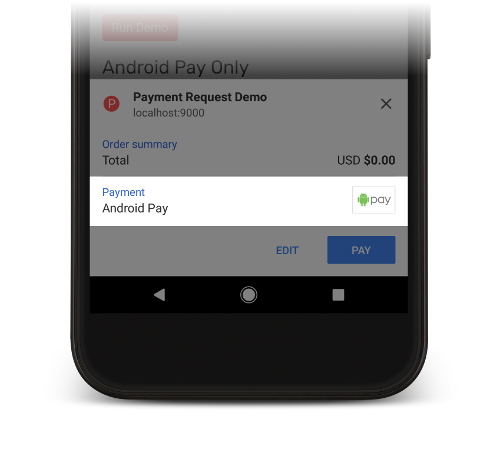 Run Demo
Android Pay Only
P
Payment Request Demo
localhost:9000
Order summary
Total USD $0.00
Payment
Android Pay
pay
EDIT PAY